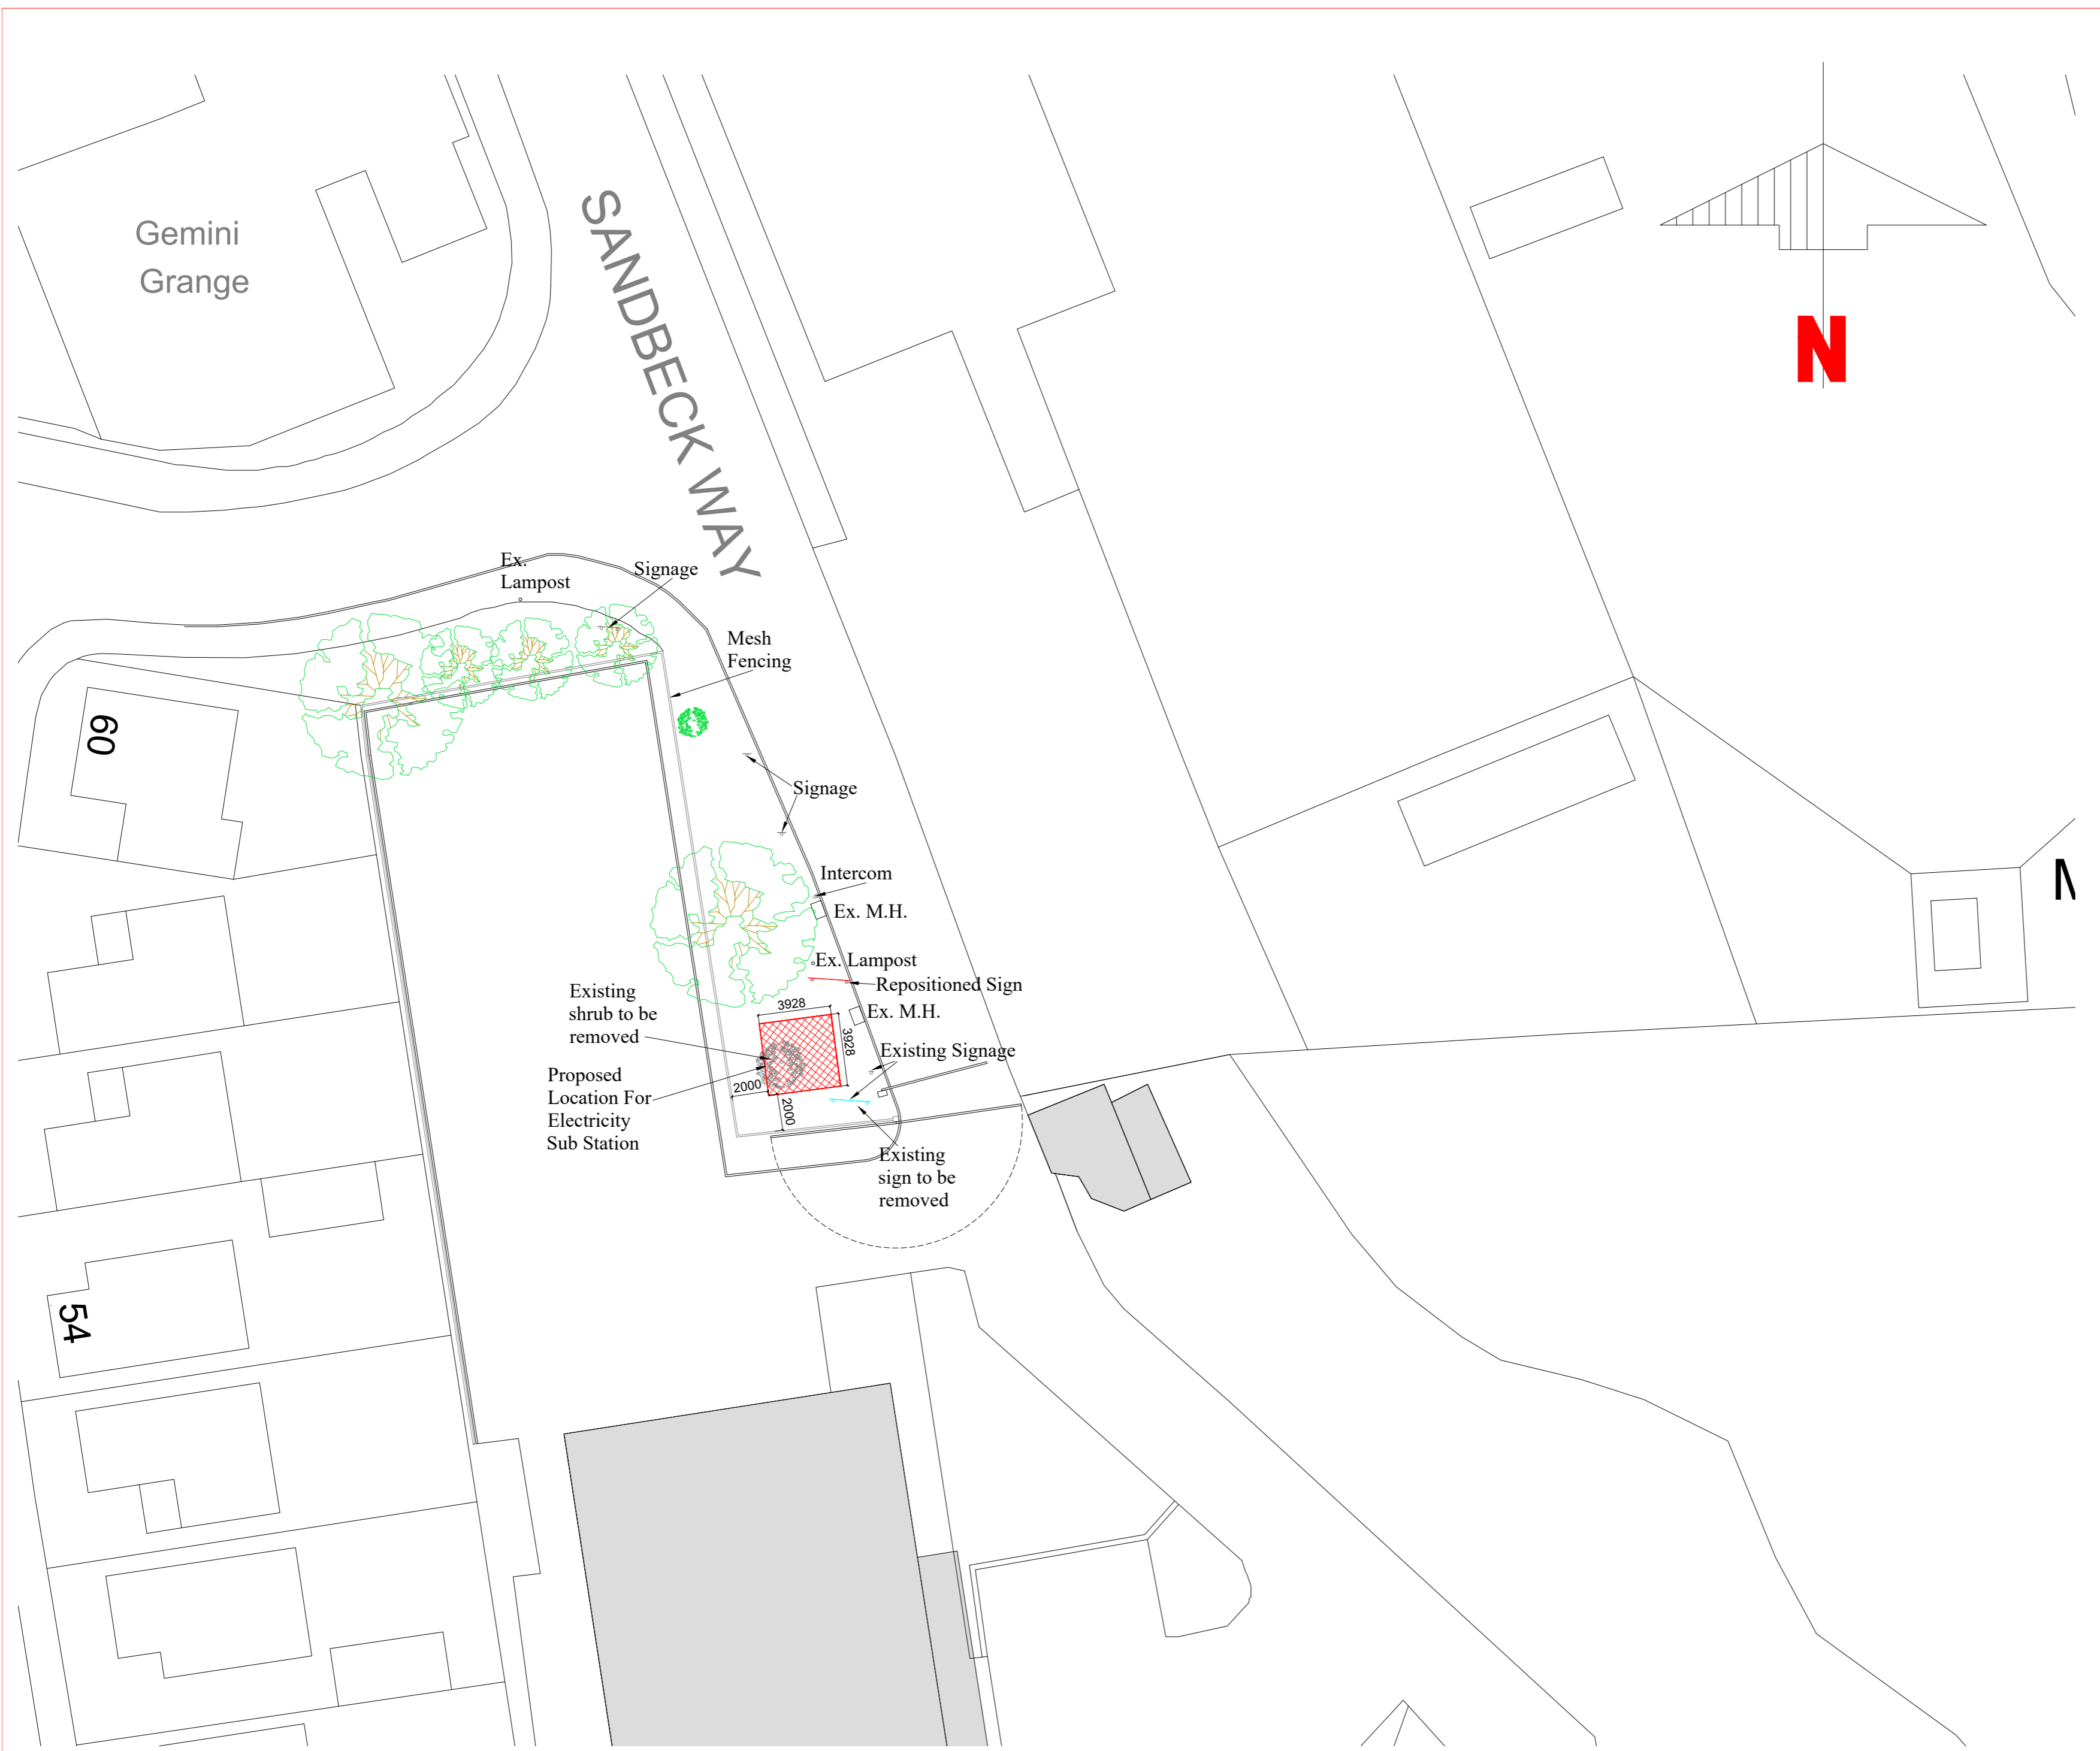 Gemini
Grange
SANDBECK WAY
N
Ex.
Lampost
Signage
Mesh
Fencing
60
Signage
Intercom
Ex. M.H.
Ex. Lampost
Repositioned Sign
Existing
shrub to be
removed
3928
Ex. M.H.
3928
Existing Signage
Proposed
Location For
Electricity
Sub Station
2000
2000
Existing
sign to be
removed
54